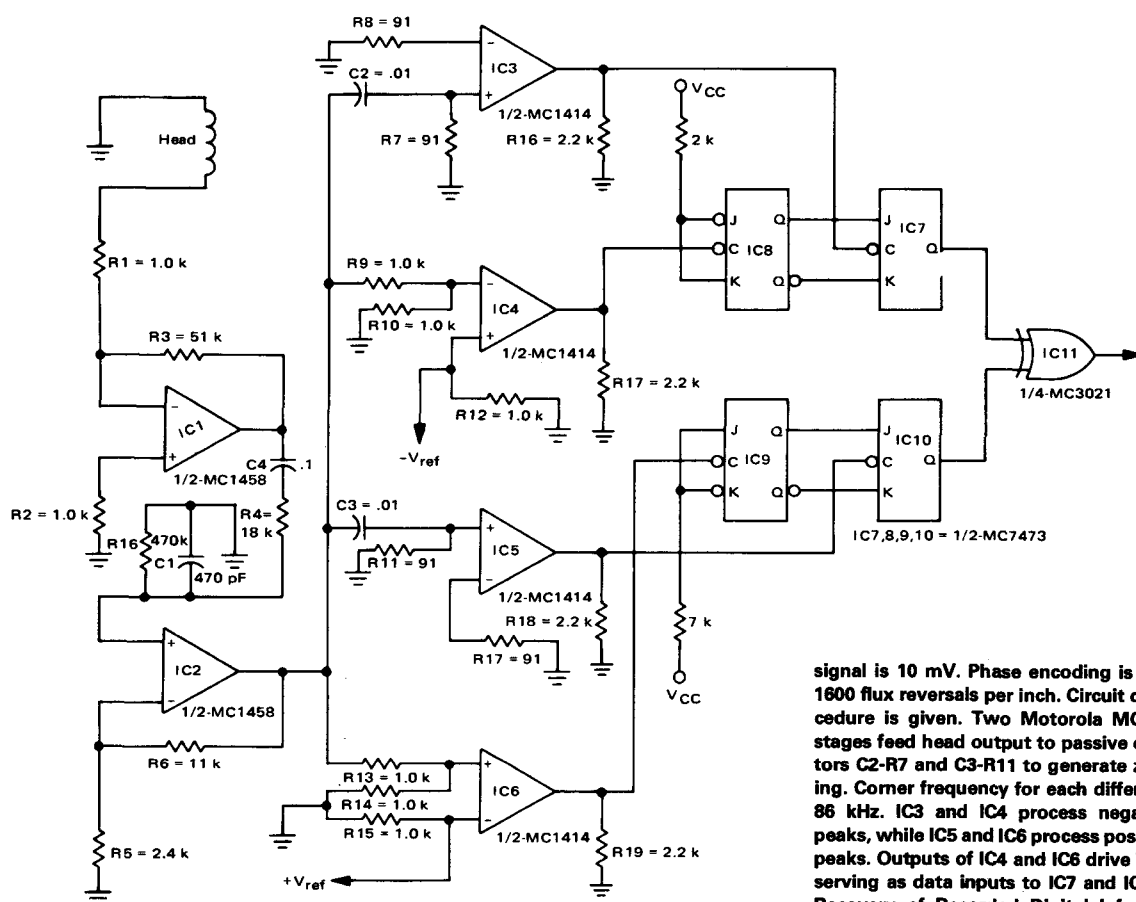 R8 = 91
IC3
C2 = .01
1/2-MC1414
R7 = 91
R16 = 2.2 k
VCC
2 k
Head
R1 = 1.0 k
J
Q
IC8
C
K
Q
J
IC7
C
Q
K
R9 = 1.0 k
R10 = 1.0 k
IC4
1/2-MC1414
R17 = 2.2 k
R12 = 1.0 k
-Vref
IC11
1/4-MC3021
R3 = 51 k
IC1
1/2-MC1458
C4
.1
R2 = 1.0 k
R4=
18 k
R16
470k
C1
470 pF
C3 = .01
R11 = 91
IC5
1/2-MC1414
R18 = 2.2 k
R17 = 91
J
Q
IC9
C
K
Q
J
IC10
C
Q
K
IC7,8,9,10 = 1/2-MC7473
7 k
VCC
IC2
1/2-MC1458
R6 = 11 k
R5 = 2.4 k
R13 = 1.0 k
R14 = 1.0 k
R15 = 1.0 k
IC6
1/2-MC1414
R19 = 2.2 k
+Vref
signal is 10 mV. Phase encoding is
1600 flux reversals per inch. Circuit
cedure is given. Two Motorola MC
stages feed head output to passive
tors C2-R7 and C3-R11 to generate
ing. Corner frequency for each differ
86 kHz. IC3 and IC4 process nega
peaks, while IC5 and IC6 process pos
peaks. Outputs of IC4 and IC6 drive
serving as data inputs to IC7 and IC